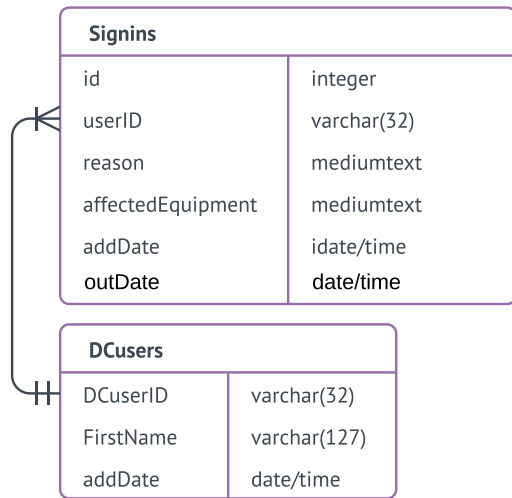 Signins
id integer
userID varchar(32)
reason mediumtext
affectedEquipment mediumtext
addDate idate/time
outDate date/time
DCusers
DCuserID varchar(32)
FirstName varchar(127)
addDate date/time